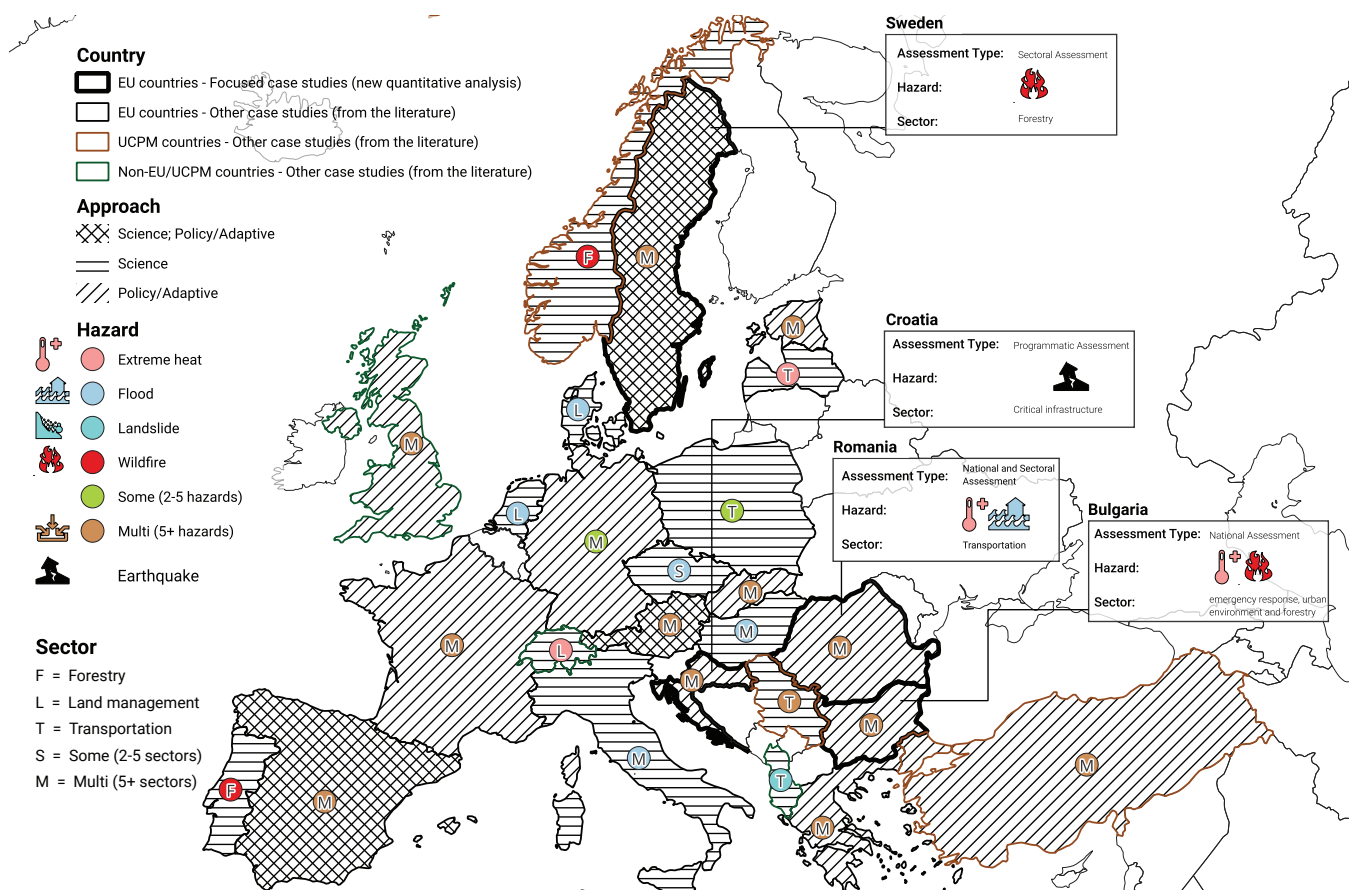 Country
EU countries - Focused case studies (new quantitative analysis)
EU countries - Other case studies (from the literature)
UCPM countries - Other case studies (from the literature)
Non-EU/UCPM countries - Other case studies (from the literature)
Approach
Science; Policy/Adaptive
Science
Policy/Adaptive
Hazard
Extreme heat
Flood
Landslide
Wildfire
Some (2-5 hazards)
Multi (5+ hazards)
Earthquake
Sector
F = Forestry
L = Land management
T = Transportation
S = Some (2-5 sectors)
M = Multi (5+ sectors)
Sweden
Assessment Type: Sectoral Assessment
Hazard:
Sector: Forestry
Croatia
Assessment Type: Programmatic Assessment
Hazard:
Sector: Critical infrastructure
Romania
Assessment Type: National and Sectoral
Assessment
Hazard:
Sector: Transportation
Bulgaria
Assessment Type: National Assessment
Hazard:
Sector: emergency response, urban
environment and forestry
F
M
M
T
L
M
L
T
M
S
M
M
M
L
M
M
M
T
M
M
T
M
F
M
M